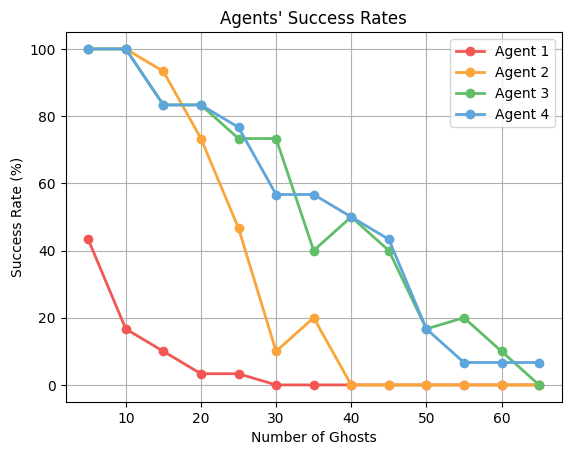 Agents' Success Rates
Success Rate (%)
100
80
60
40
20
0
Agent 1
Agent 2
Agent 3
Agent 4
10 20 30 40 50 60
Number of Ghosts